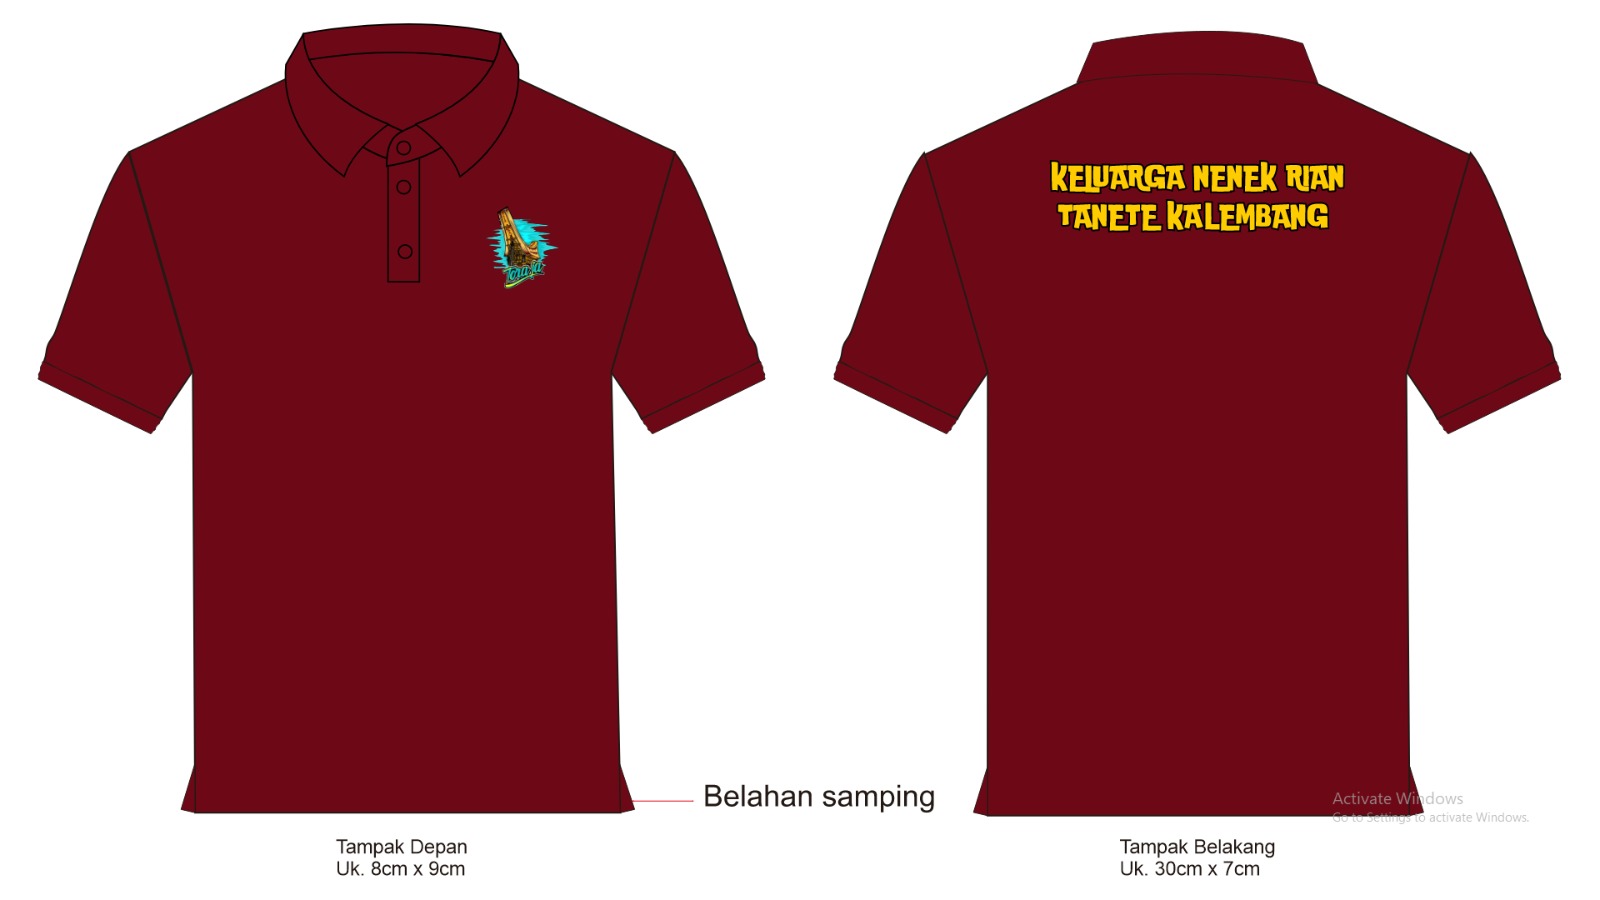 Toraja
KELUARGA NENEK RIAN
TANETE KALEMBANG
Belahan samping
Activate Windows
Go to Settings to activate Windows.
Tampak Depan
Uk. 8cm x 9cm
Tampak Belakang
Uk. 30cm x 7cm